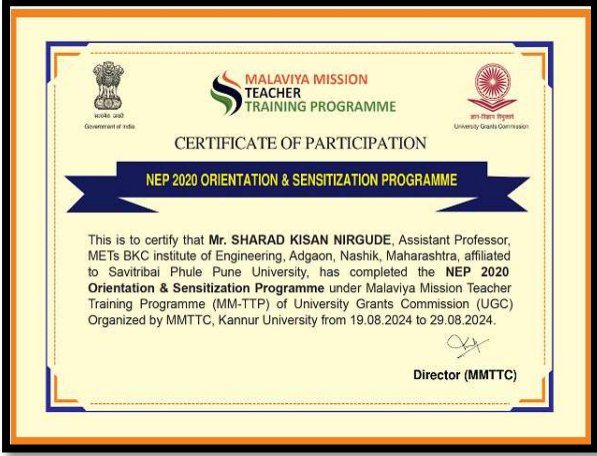 MALAVIYA MISSION
TEACHER
TRAINING PROGRAMME
सत्यमेव जयते
Government of India
ज्ञान-विज्ञान विमुक्तये
University Grants Commission
CERTIFICATE OF PARTICIPATION
NEP 2020 ORIENTATION & SENSITIZATION PROGRAMME
This is to certify that Mr. SHARAD KISAN NIRGUDE, Assistant Professor,
METs BKC institute of Engineering, Adgaon, Nashik, Maharashtra, affiliated
to Savitribai Phule Pune University, has completed the NEP 2020
Orientation & Sensitization Programme under Malaviya Mission Teacher
Training Programme (MM-TTP) of University Grants Commission (UGC)
Organized by MMTTC, Kannur University from 19.08.2024 to 29.08.2024.
Director (MMTTC)